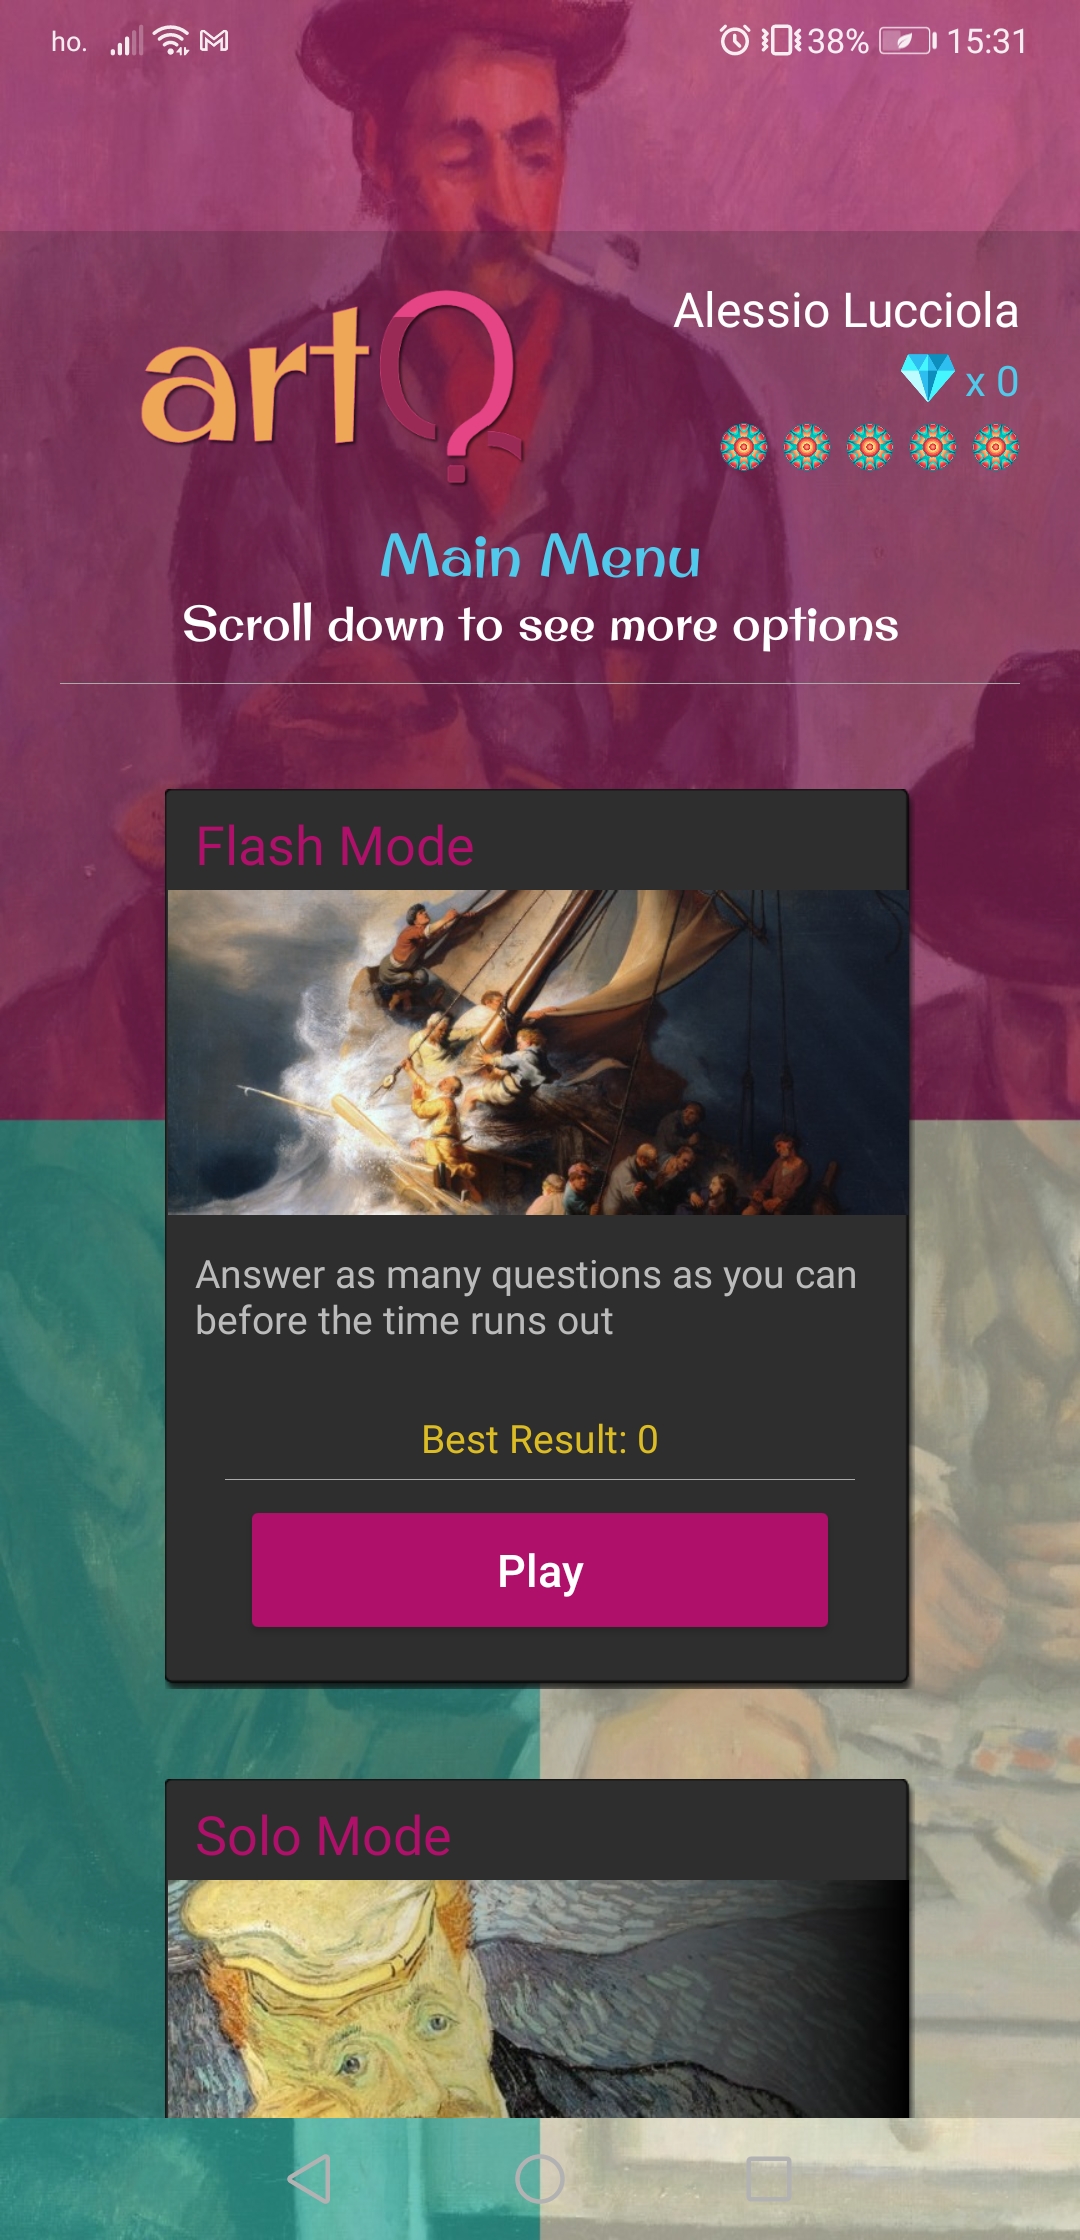 ho.
38%
15:31
artQ
Alessio Lucciola
x 0
Main Menu
Scroll down to see more options
Flash Mode
Answer as many questions as you can
before the time runs out
Best Result: 0
Play
Solo Mode